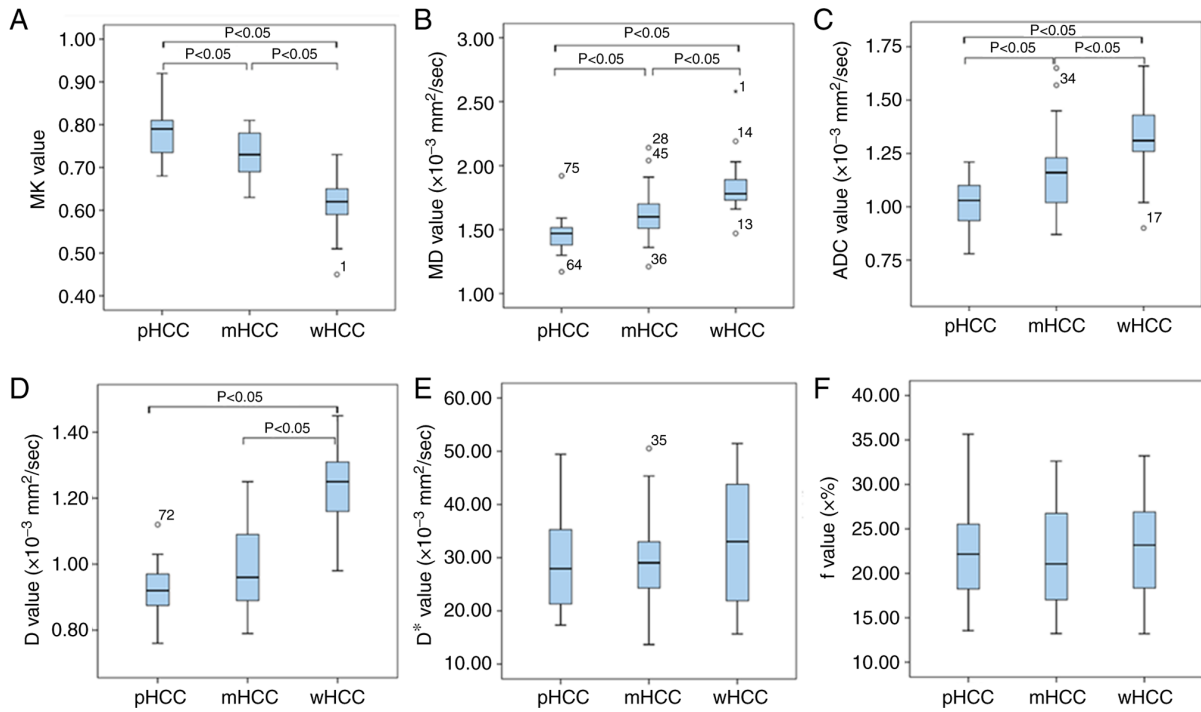 A
MK value
1.00
0.90
0.80
0.70
0.60
0.50
0.40
P<0.05
P<0.05 P<0.05
1
pHCC mHCC wHCC
B
MD value (×10⁻³ mm²/sec)
3.00
2.50
2.00
1.50
1.00
P<0.05
P<0.05 P<0.05
75
64
28
45
36
*1
14
13
pHCC mHCC wHCC
C
ADC value (×10⁻³ mm²/sec)
1.75
1.50
1.25
1.00
0.75
P<0.05
P<0.05 P<0.05
34
17
pHCC mHCC wHCC
D
D value (×10⁻³ mm²/sec)
1.40
1.20
1.00
0.80
P<0.05
P<0.05
72
pHCC mHCC wHCC
E
D* value (×10⁻³ mm²/sec)
60.00
50.00
40.00
30.00
20.00
10.00
35
pHCC mHCC wHCC
F
f value (×%)
40.00
35.00
30.00
25.00
20.00
15.00
10.00
pHCC mHCC wHCC